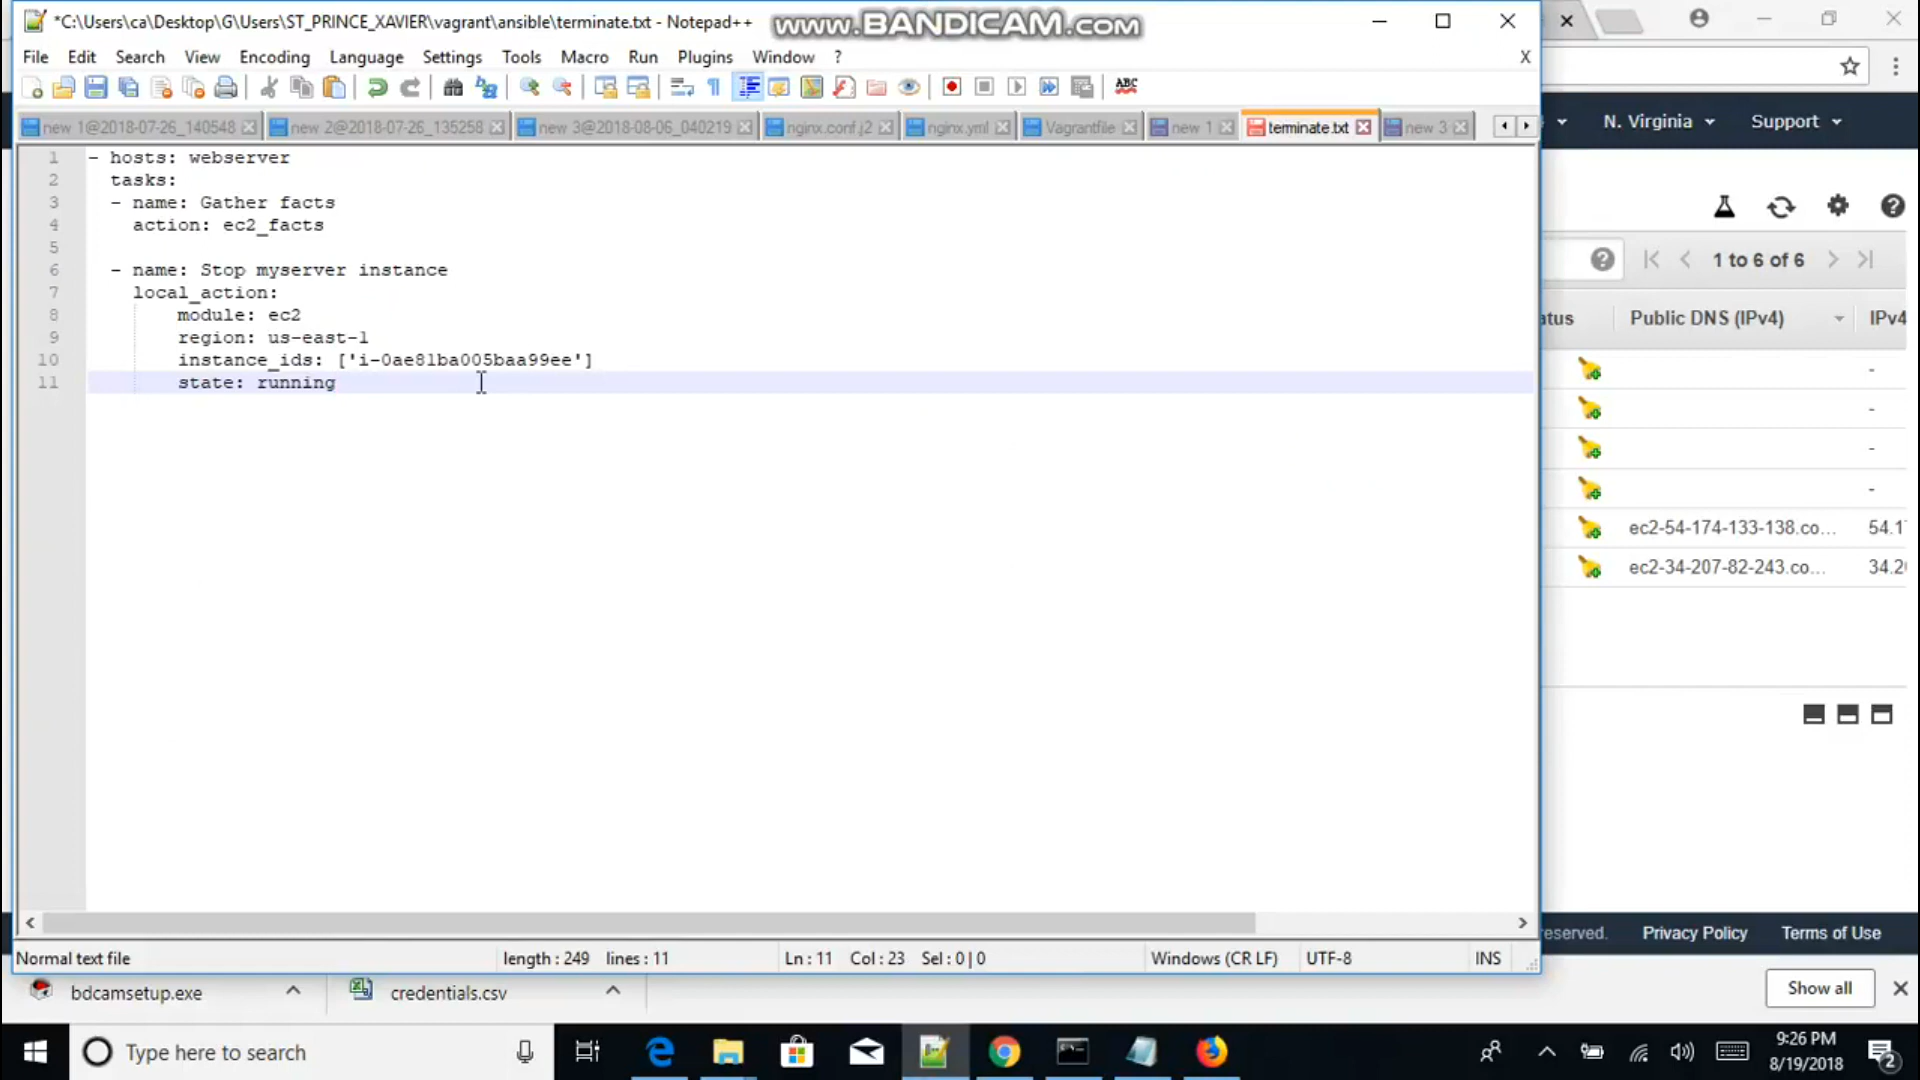 *C:\Users\ca\Desktop\G\Users\ST_PRINCE_XAVIER\vagrant\ansible\terminate.txt - Notepad++
www.BANDICAM.com
File Edit Search View Encoding Language Settings Tools Macro Run Plugins Window ? X
new 1@2018-07-26_140548 new 2@2018-07-26_135258 new 3@2018-08-06_040219 nginx.conf.j2 nginx.yml Vagrantfile new 1 terminate.txt new 3
N. Virginia Support
1 - hosts: webserver
2 tasks:
3 - name: Gather facts
4 action: ec2_facts
5
6 - name: Stop myserver instance
7 local_action:
8 module: ec2
9 region: us-east-1
10 instance_ids: ['i-0ae81ba005baa99ee']
11 state: running
1 to 6 of 6
atus Public DNS (IPv4) IPv4
-
-
-
-
ec2-54-174-133-138.co... 54.1
ec2-34-207-82-243.co... 34.20
eserved. Privacy Policy Terms of Use
Normal text file length : 249 lines : 11 Ln : 11 Col : 23 Sel : 0 | 0 Windows (CR LF) UTF-8 INS
bdcamsetup.exe credentials.csv Show all
Type here to search
9:26 PM
8/19/2018
2